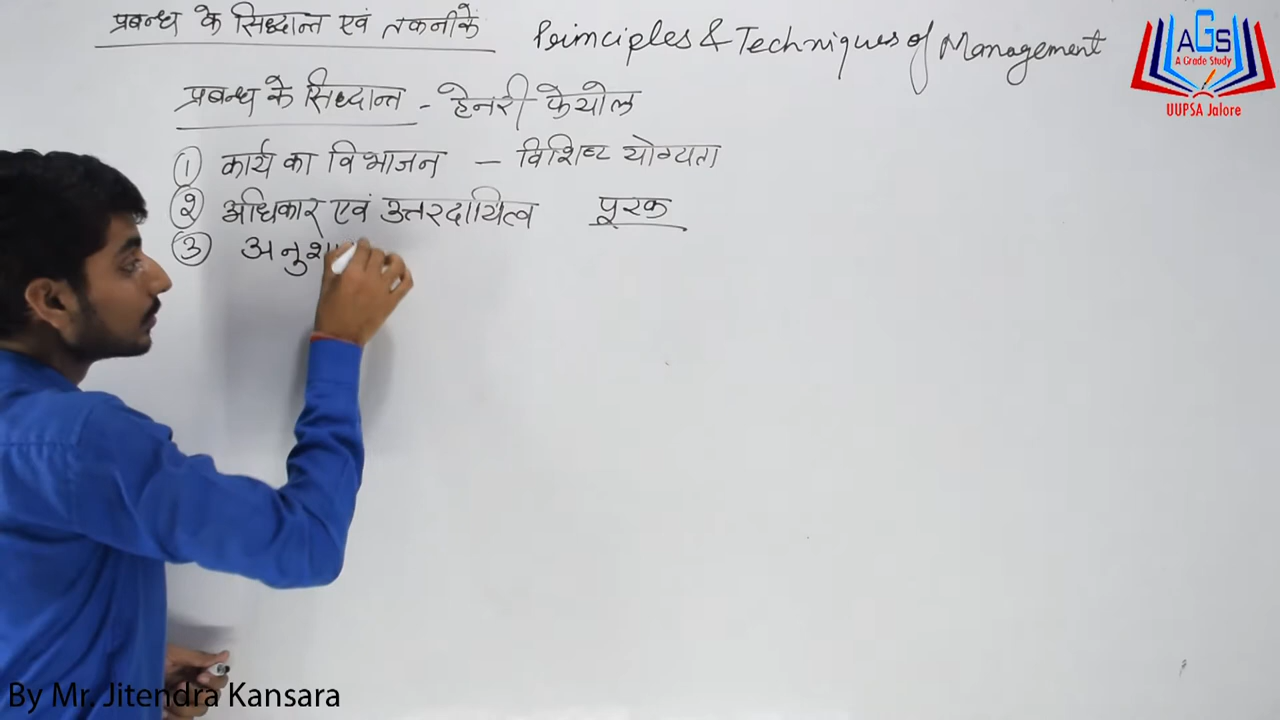 प्रबन्ध के सिद्धान्त एवं तकनीकें Principles & Techniques of Management
AGS
A Grade Study
UUPSA Jalore
प्रबन्ध के सिद्धान्त - हेनरी फेयोल
① कार्य का विभाजन – विशिष्ट योग्यता
② अधिकार एवं उत्तरदायित्व पूरक
③ अनुशा
By Mr. Jitendra Kansara